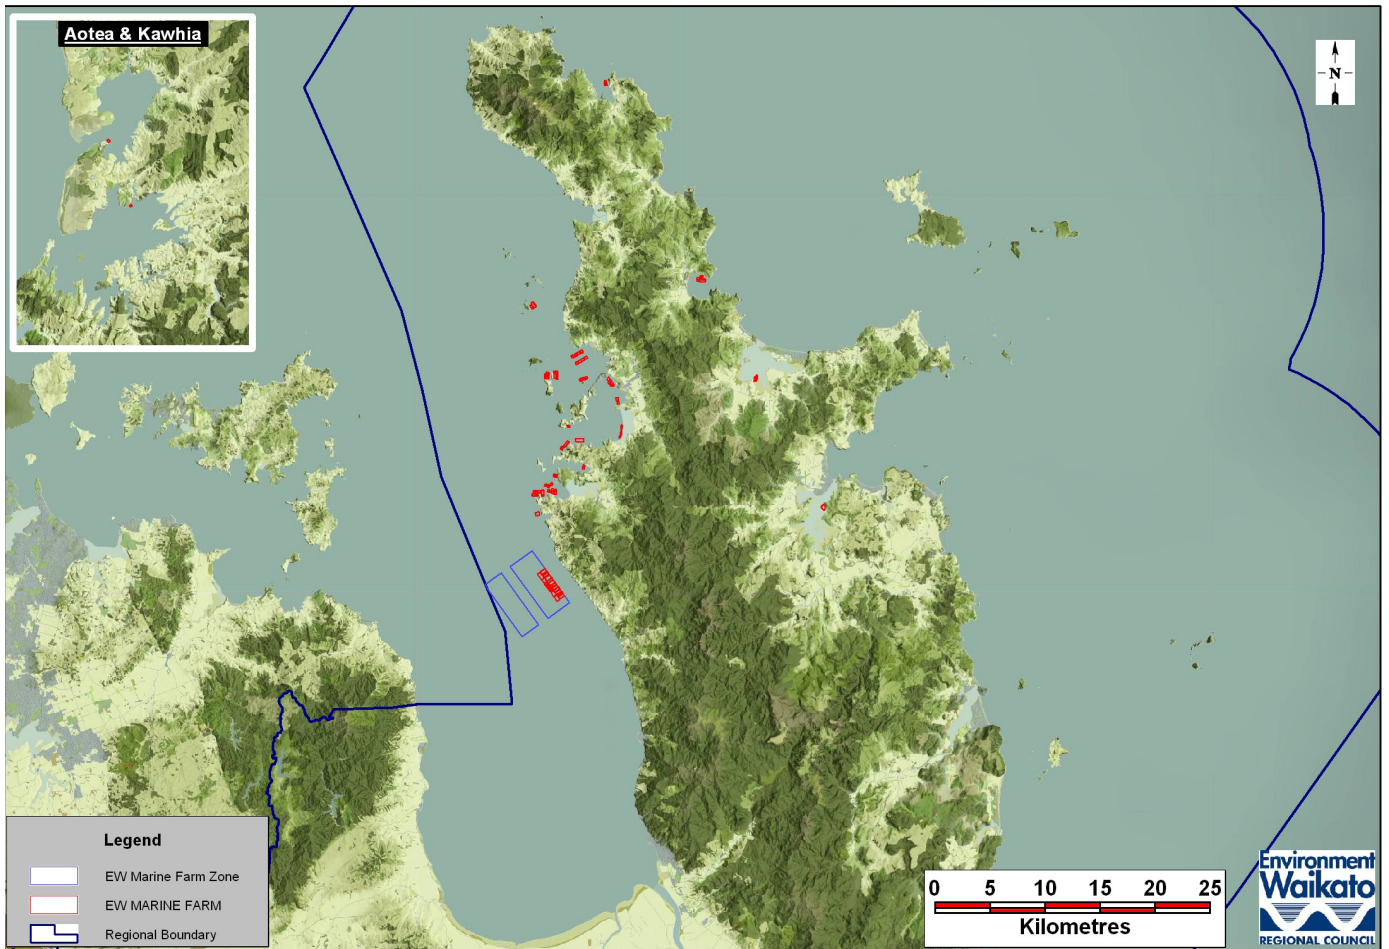 Aotea & Kawhia
N
Legend
EW Marine Farm Zone
EW MARINE FARM
Regional Boundary
0 5 10 15 20 25
Kilometres
Environment
Waikato
REGIONAL COUNCIL